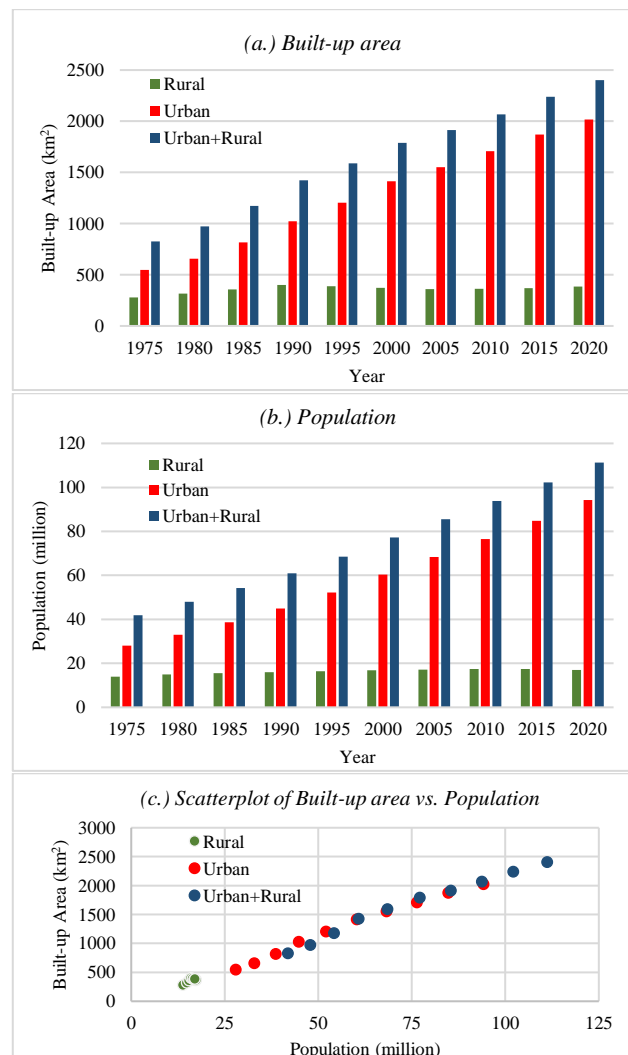 (a.) Built-up area
2500
2000
1500
1000
500
0
Built-up Area (km²)
Rural
Urban
Urban+Rural
1975 1980 1985 1990 1995 2000 2005 2010 2015 2020
Year
(b.) Population
120
100
80
60
40
20
0
Population (million)
Rural
Urban
Urban+Rural
1975 1980 1985 1990 1995 2000 2005 2010 2015 2020
Year
(c.) Scatterplot of Built-up area vs. Population
3000
2500
2000
1500
1000
500
0
Built-up Area (km²)
Rural
Urban
Urban+Rural
0 25 50 75 100 125
Population (million)